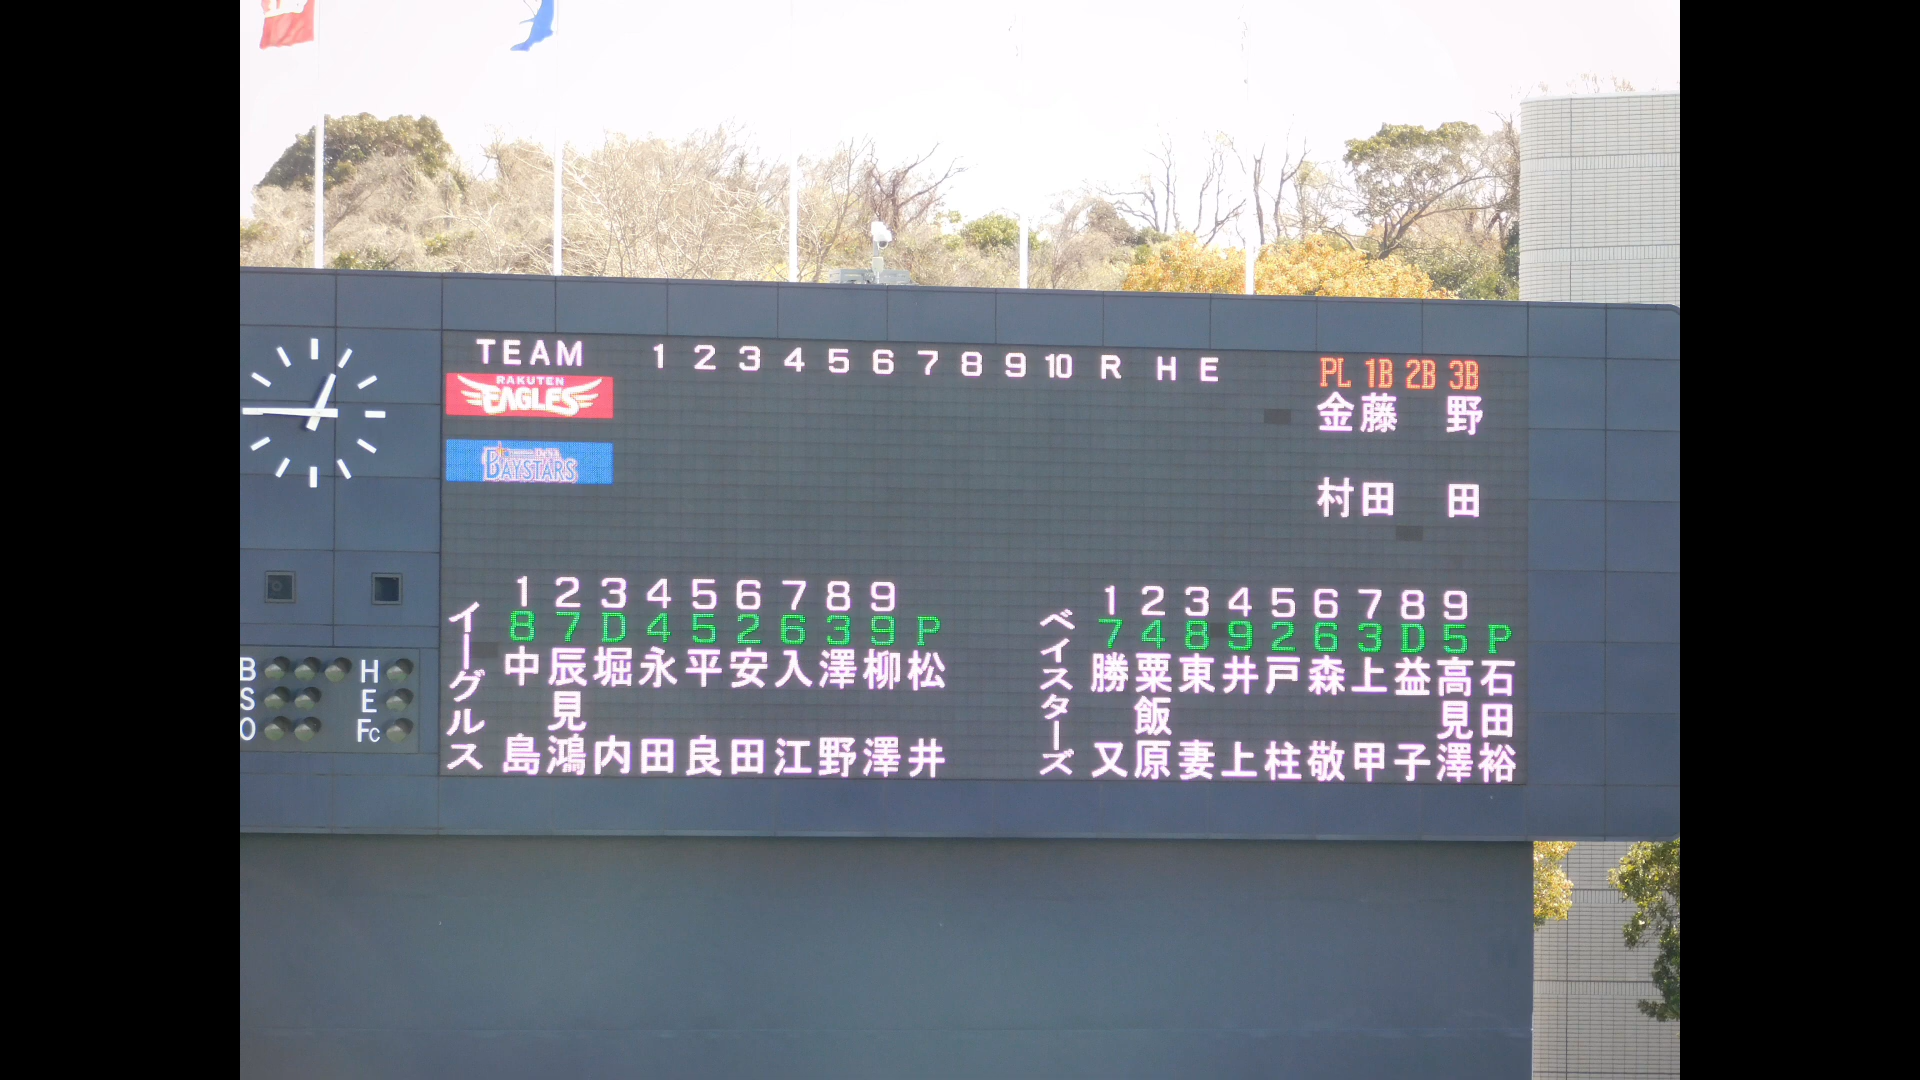 TEAM 1 2 3 4 5 6 7 8 9 10 R H E
RAKUTEN
EAGLES
BAYSTARS
PL 1B 2B 3B
金村 藤田 野田
1 2 3 4 5 6 7 8 9
8 7 D 4 5 2 6 3 9 P
イーグルス
中島
辰見鴻
堀内
永田
平良
安田
入江
澤野
柳澤
松井
1 2 3 4 5 6 7 8 9
7 4 8 9 2 6 3 D 5 P
ベイスターズ
勝又
粟飯原
東妻
井上
戸柱
森敬
上甲
益子
高見澤
石田裕
B H
S E
O Fc